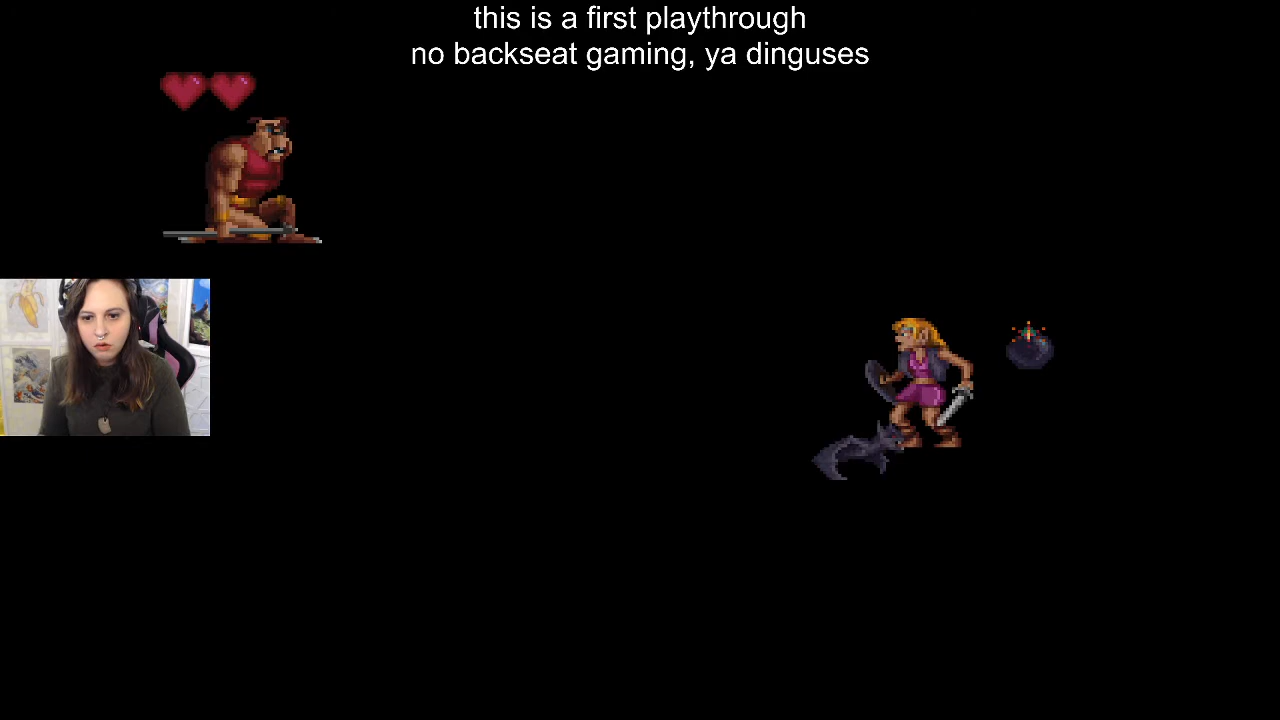 this is a first playthrough
no backseat gaming, ya dinguses